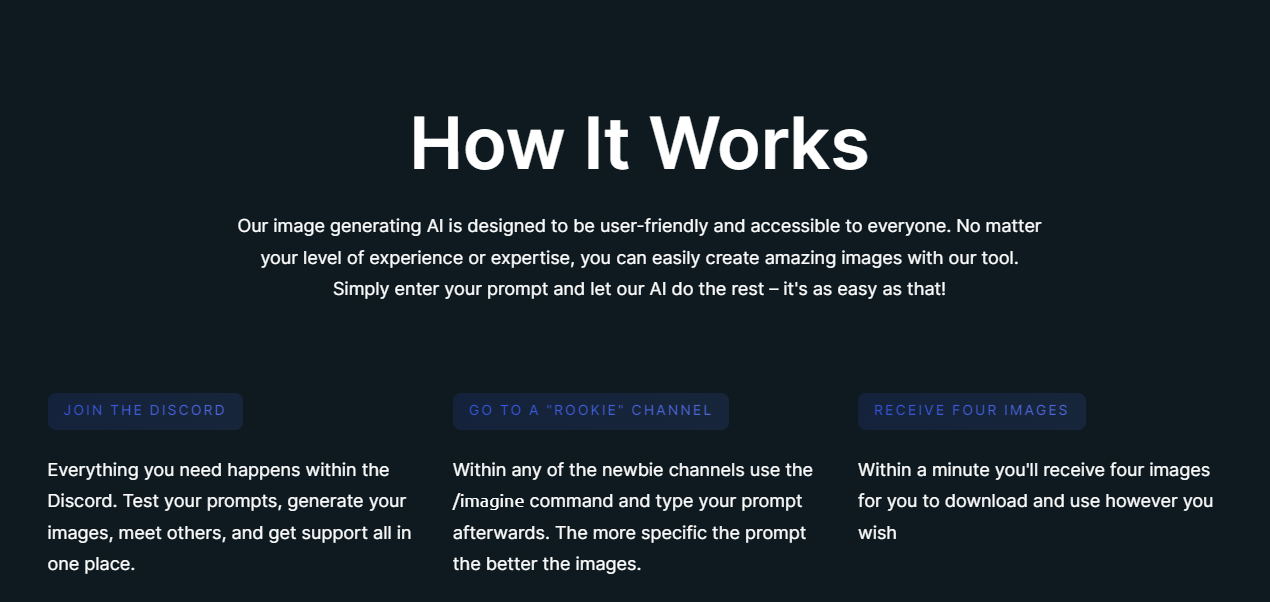 How It Works
Our image generating AI is designed to be user-friendly and accessible to everyone. No matter
your level of experience or expertise, you can easily create amazing images with our tool.
Simply enter your prompt and let our AI do the rest – it's as easy as that!
JOIN THE DISCORD
Everything you need happens within the
Discord. Test your prompts, generate your
images, meet others, and get support all in
one place.
GO TO A "ROOKIE" CHANNEL
Within any of the newbie channels use the
/imagine command and type your prompt
afterwards. The more specific the prompt
the better the images.
RECEIVE FOUR IMAGES
Within a minute you'll receive four images
for you to download and use however you
wish